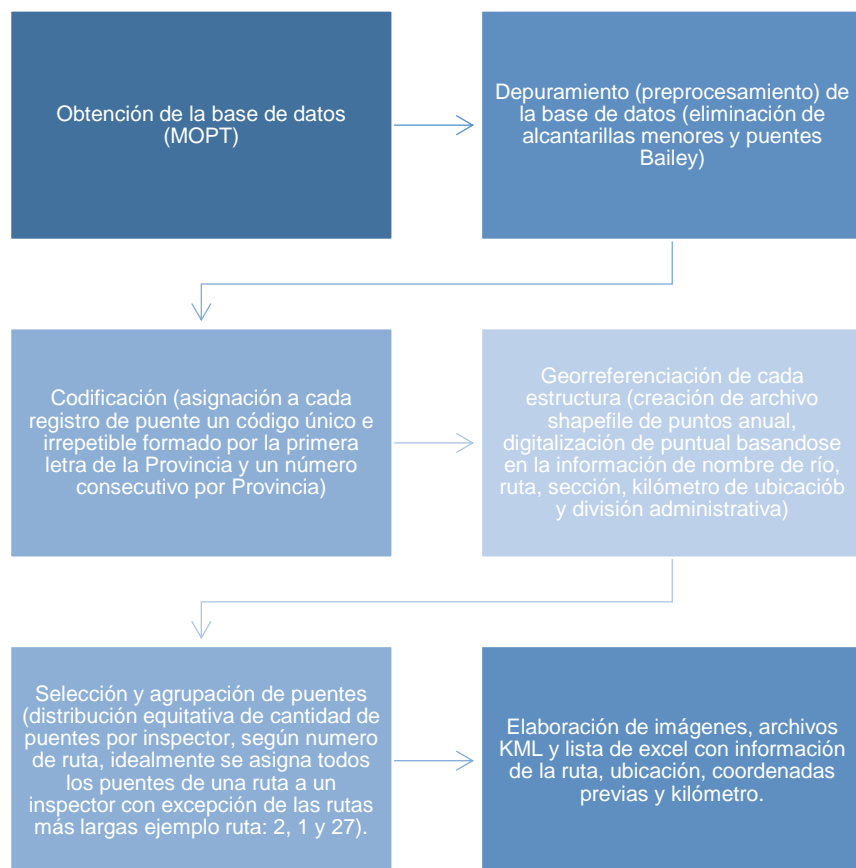 Obtención de la base de datos
(MOPT)
Depuramiento (preprocesamiento) de
la base de datos (eliminación de
alcantarillas menores y puentes
Bailey)
Codificación (asignación a cada
registro de puente un código único e
irrepetible formado por la primera
letra de la Provincia y un número
consecutivo por Provincia)
Georreferenciación de cada
estructura (creación de archivo
shapefile de puntos anual,
digitalización de puntual basandose
en la información de nombre de río,
ruta, sección, kilómetro de ubicaciób
y división administrativa)
Selección y agrupación de puentes
(distribución equitativa de cantidad de
puentes por inspector, según numero
de ruta, idealmente se asigna todos
los puentes de una ruta a un
inspector con excepción de las rutas
más largas ejemplo ruta: 2, 1 y 27).
Elaboración de imágenes, archivos
KML y lista de excel con información
de la ruta, ubicación, coordenadas
previas y kilómetro.